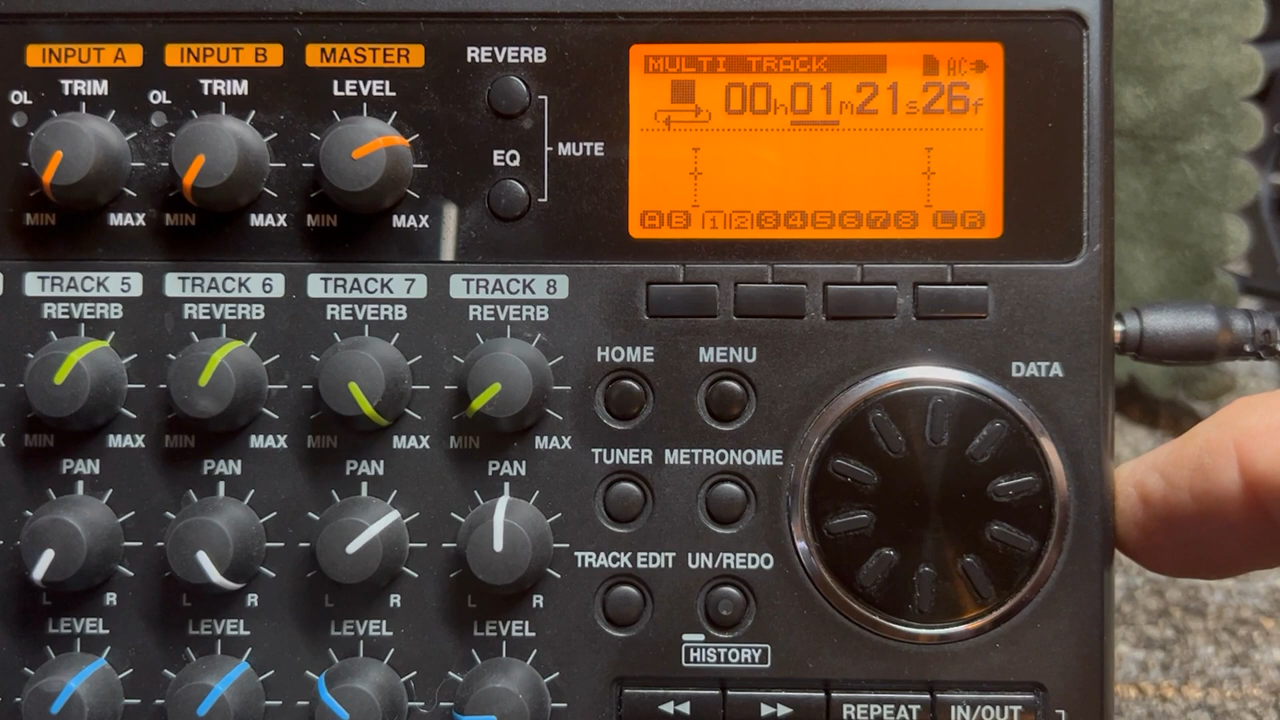 INPUT A INPUT B MASTER REVERB
OL TRIM OL TRIM LEVEL
MIN MAX MIN MAX MIN MAX
EQ
MUTE
MULTI TRACK AC
00h01m21s26f
A B 1 2 3 4 5 6 7 8 L R
TRACK 5 TRACK 6 TRACK 7 TRACK 8
REVERB REVERB REVERB REVERB
X MIN MAX MIN MAX MIN MAX MIN MAX
PAN PAN PAN PAN
L R L R L R L R
LEVEL LEVEL LEVEL LEVEL
HOME MENU
DATA
TUNER METRONOME
TRACK EDIT UN/REDO
HISTORY
REPEAT IN/OUT